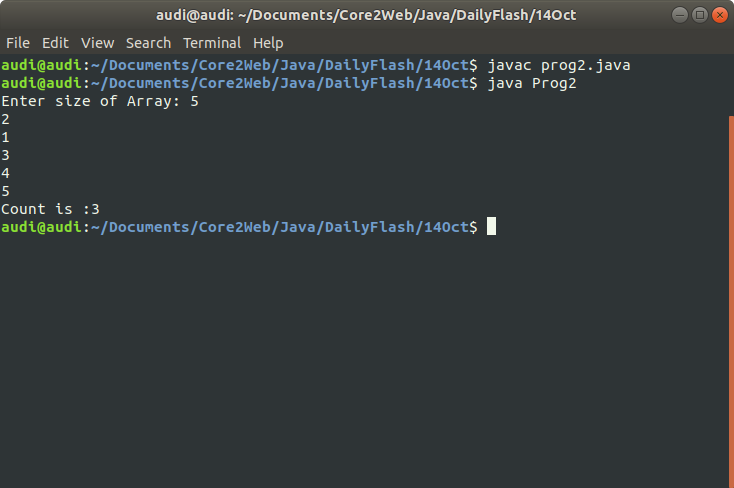 audi@audi: ~/Documents/Core2Web/Java/DailyFlash/14Oct
File Edit View Search Terminal Help
audi@audi:~/Documents/Core2Web/Java/DailyFlash/14Oct$ javac prog2.java
audi@audi:~/Documents/Core2Web/Java/DailyFlash/14Oct$ java Prog2
Enter size of Array: 5
2
1
3
4
5
Count is :3
audi@audi:~/Documents/Core2Web/Java/DailyFlash/14Oct$